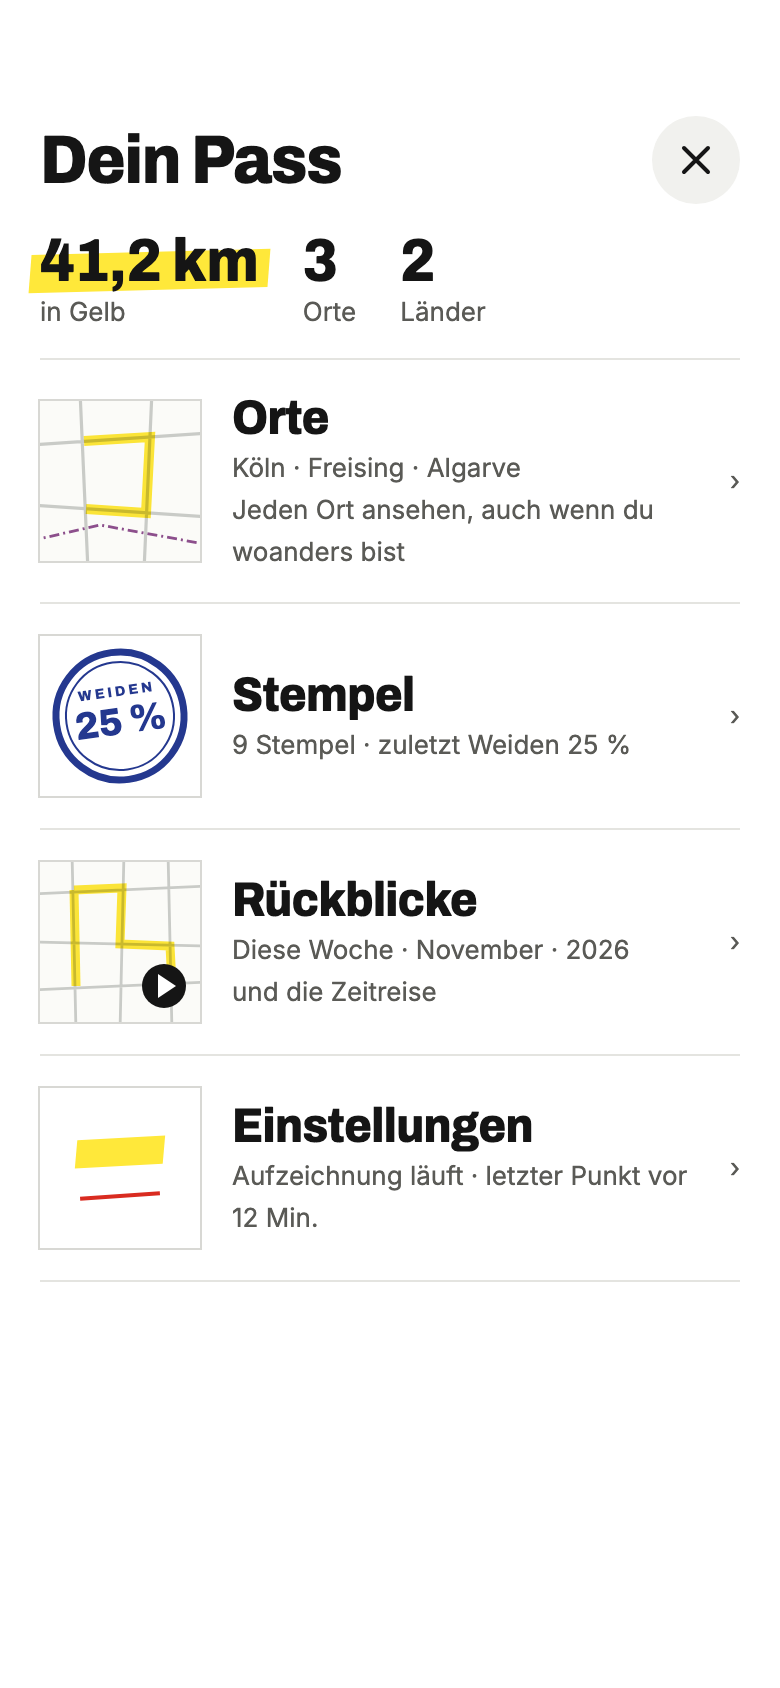 Dein Pass
41,2 km
in Gelb
3
Orte
2
Länder
Orte
Köln · Freising · Algarve
Jeden Ort ansehen, auch wenn du
woanders bist
›
WEIDEN
25 %
Stempel
9 Stempel · zuletzt Weiden 25 %
›
Rückblicke
Diese Woche · November · 2026
und die Zeitreise
›
Einstellungen
Aufzeichnung läuft · letzter Punkt vor
12 Min.
›